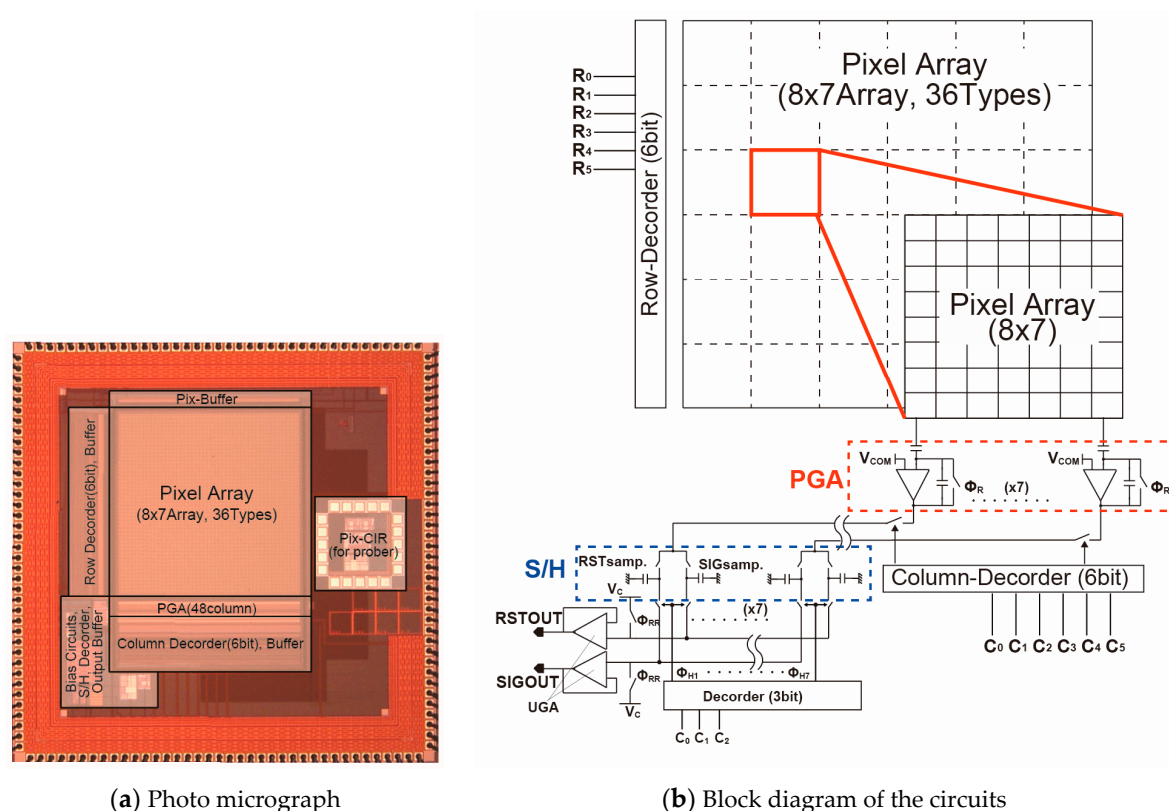 Pix-Buffer
Row Decorder(6bit), Buffer
Pixel Array
(8x7Array, 36Types)
Pix-CIR
(for prober)
PGA(48column)
Column Decorder(6bit), Buffer
Bias Circuits,
S/H, Decorder,
Output Buffer
(a) Photo micrograph
R0
R1
R2
R3
R4
R5
Row-Decorder (6bit)
Pixel Array
(8x7Array, 36Types)
Pixel Array
(8x7)
PGA
VCOM
ΦR
(x7)
VCOM
ΦR
S/H
RSTsamp.
SIGsamp.
Column-Decorder (6bit)
C0 C1 C2 C3 C4 C5
VC
ΦRR
(x7)
RSTOUT
SIGOUT
UGA
ΦRR
VC
ΦH1
ΦH7
Decorder (3bit)
C0 C1 C2
(b) Block diagram of the circuits